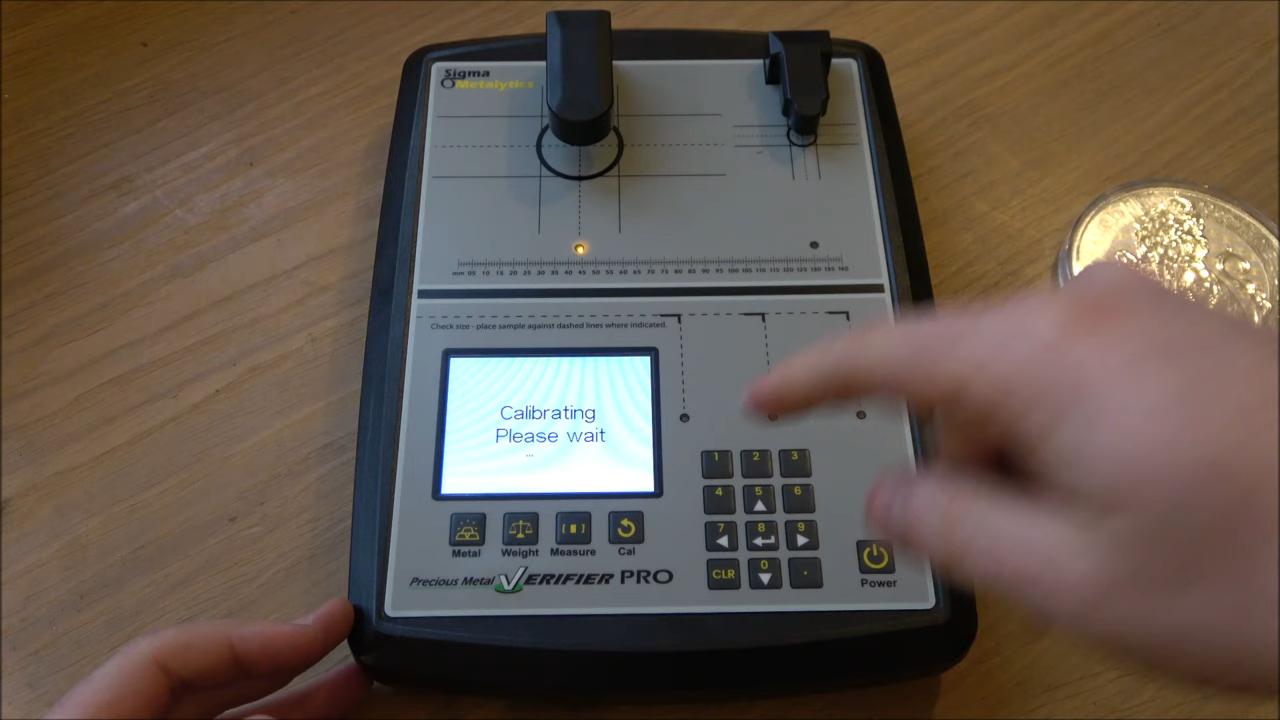 Sigma
Metalytics
mm 05 10 15 20 25 30 35 40 45 50 55 60 65 70 75 80 85 90 95 100 105 110 115 120 125 130 135 140
Check size - place sample against dashed lines where indicated.
Calibrating
Please wait
...
1 2 3
4 5 6
7 8 9
CLR 0 .
Metal Weight Measure Cal
Power
Precious Metal VERIFIER PRO